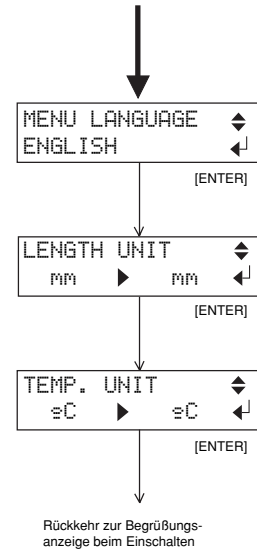 MENU LANGUAGE
ENGLISH
[ENTER]
LENGTH UNIT
mm ▶ mm
[ENTER]
TEMP. UNIT
ºC ▶ ºC
[ENTER]
Rückkehr zur Begrüßungs-
anzeige beim Einschalten